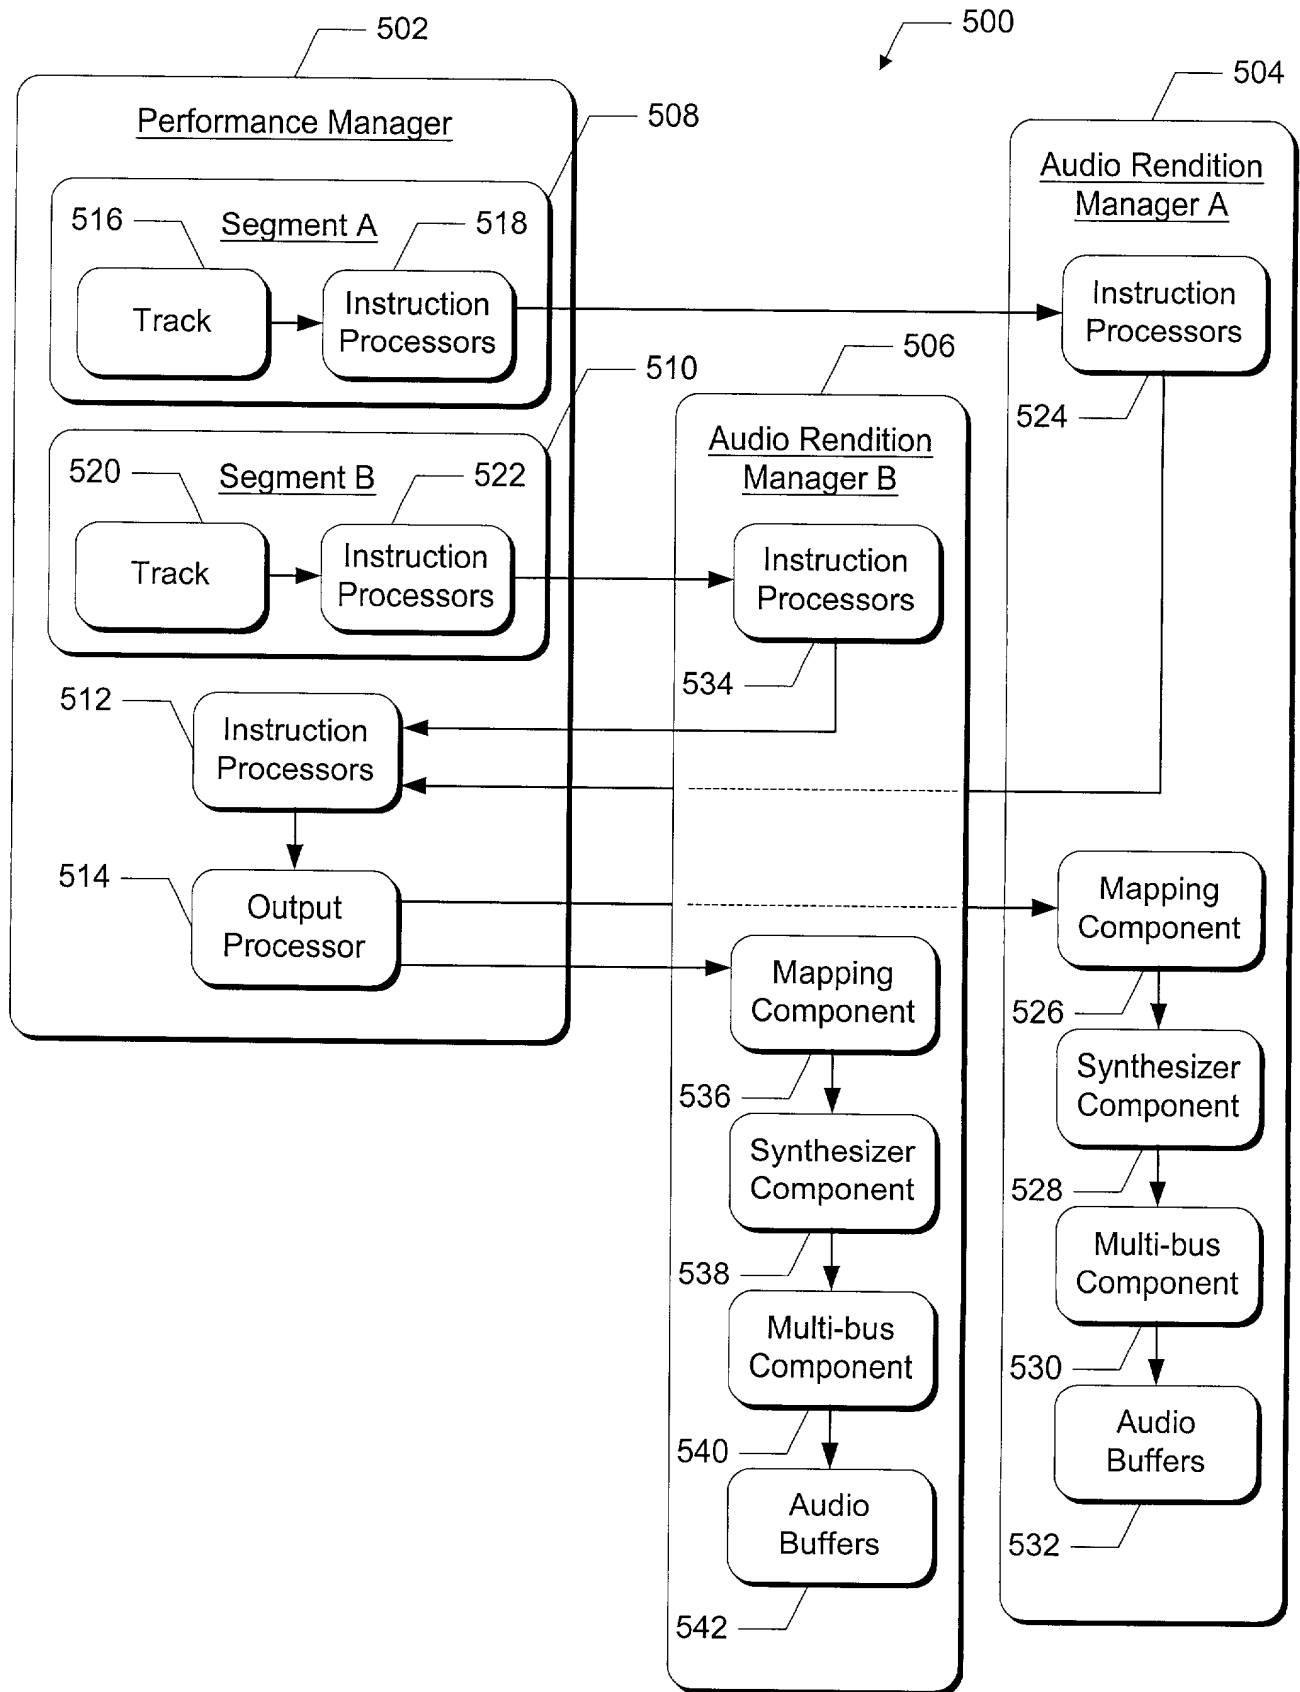 500
502
Performance Manager
508
Segment A
516
518
Track
Instruction
Processors
510
Segment B
520
522
Track
Instruction
Processors
512
Instruction
Processors
514
Output
Processor
506
Audio Rendition
Manager B
Instruction
Processors
534
Mapping
Component
536
Synthesizer
Component
538
Multi-bus
Component
540
Audio
Buffers
542
504
Audio Rendition
Manager A
Instruction
Processors
524
Mapping
Component
526
Synthesizer
Component
528
Multi-bus
Component
530
Audio
Buffers
532